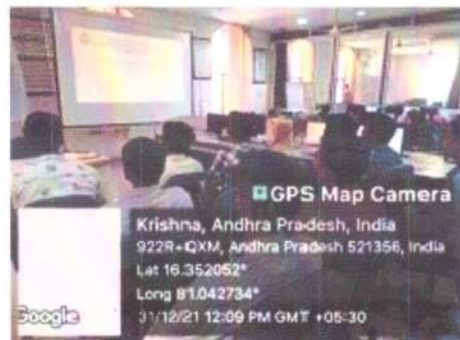 GPS Map Camera
Krishna, Andhra Pradesh, India
922R+QXM, Andhra Pradesh 521356, India
Lat 16.352052°
Long 81.042734°
31/12/21 12:09 PM GMT +05:30
Google